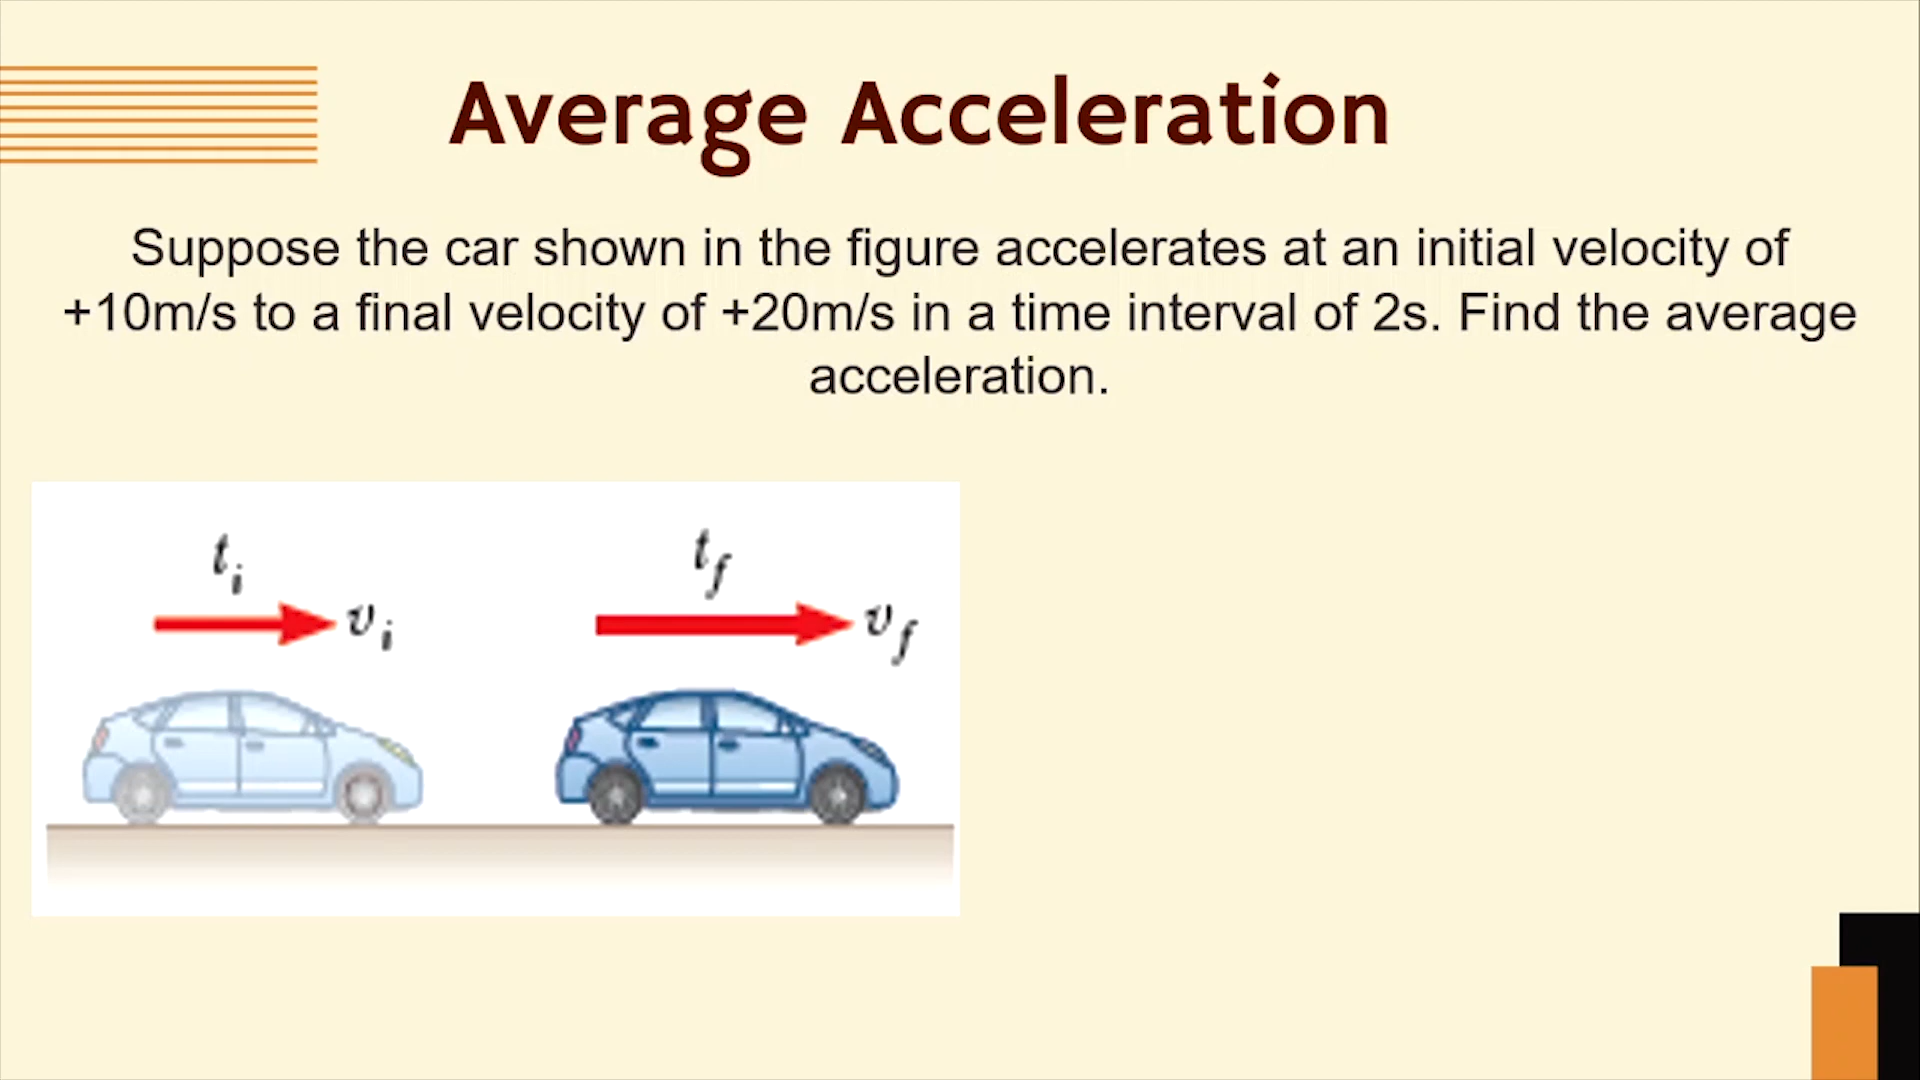 Average Acceleration
Suppose the car shown in the figure accelerates at an initial velocity of
+10m/s to a final velocity of +20m/s in a time interval of 2s. Find the average
acceleration.
t_i t_f
v_i v_f